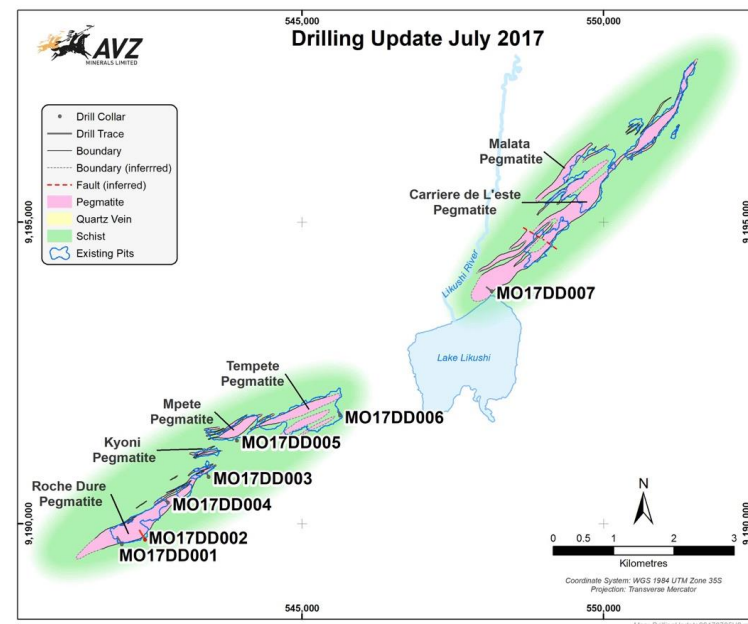 545,000
550,000
AVZ
MINERALS LIMITED
Drilling Update July 2017
Drill Collar
Drill Trace
Boundary
Boundary (inferrred)
Fault (inferred)
Pegmatite
Quartz Vein
Schist
Existing Pits
Malata
Pegmatite
Carriere de L'este
Pegmatite
9,195,000
9,195,000
Likushi River
MO17DD007
Lake Likushi
Tempete
Pegmatite
Mpete
Pegmatite
MO17DD006
Kyoni
Pegmatite
MO17DD005
MO17DD003
Roche Dure
Pegmatite
MO17DD004
N
9,190,000
9,190,000
MO17DD002
MO17DD001
0 0.5 1 2 3
Kilometres
Coordinate System: WGS 1984 UTM Zone 35S
Projection: Transverse Mercator
545,000
550,000